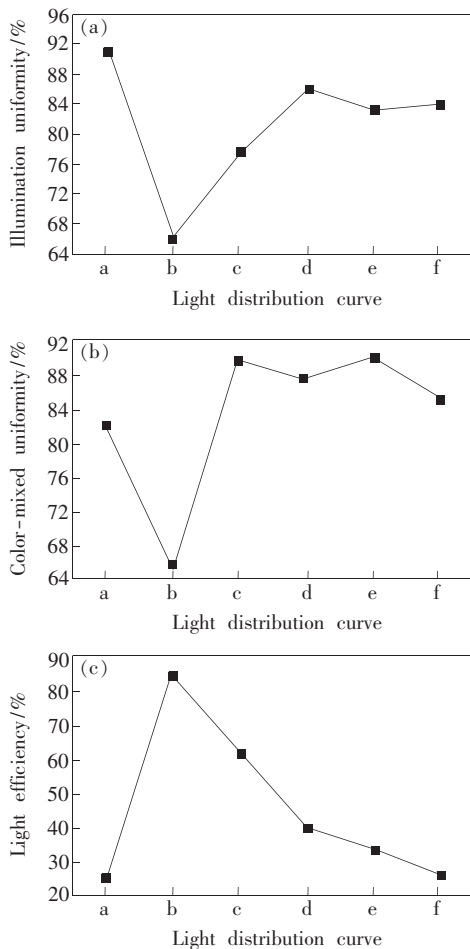 (a)
Illumination uniformity/%
96
92
88
84
80
76
72
68
64
a b c d e f
Light distribution curve
(b)
Color-mixed uniformity/%
92
88
84
80
76
72
68
64
a b c d e f
Light distribution curve
(c)
Light efficiency/%
90
80
70
60
50
40
30
20
a b c d e f
Light distribution curve